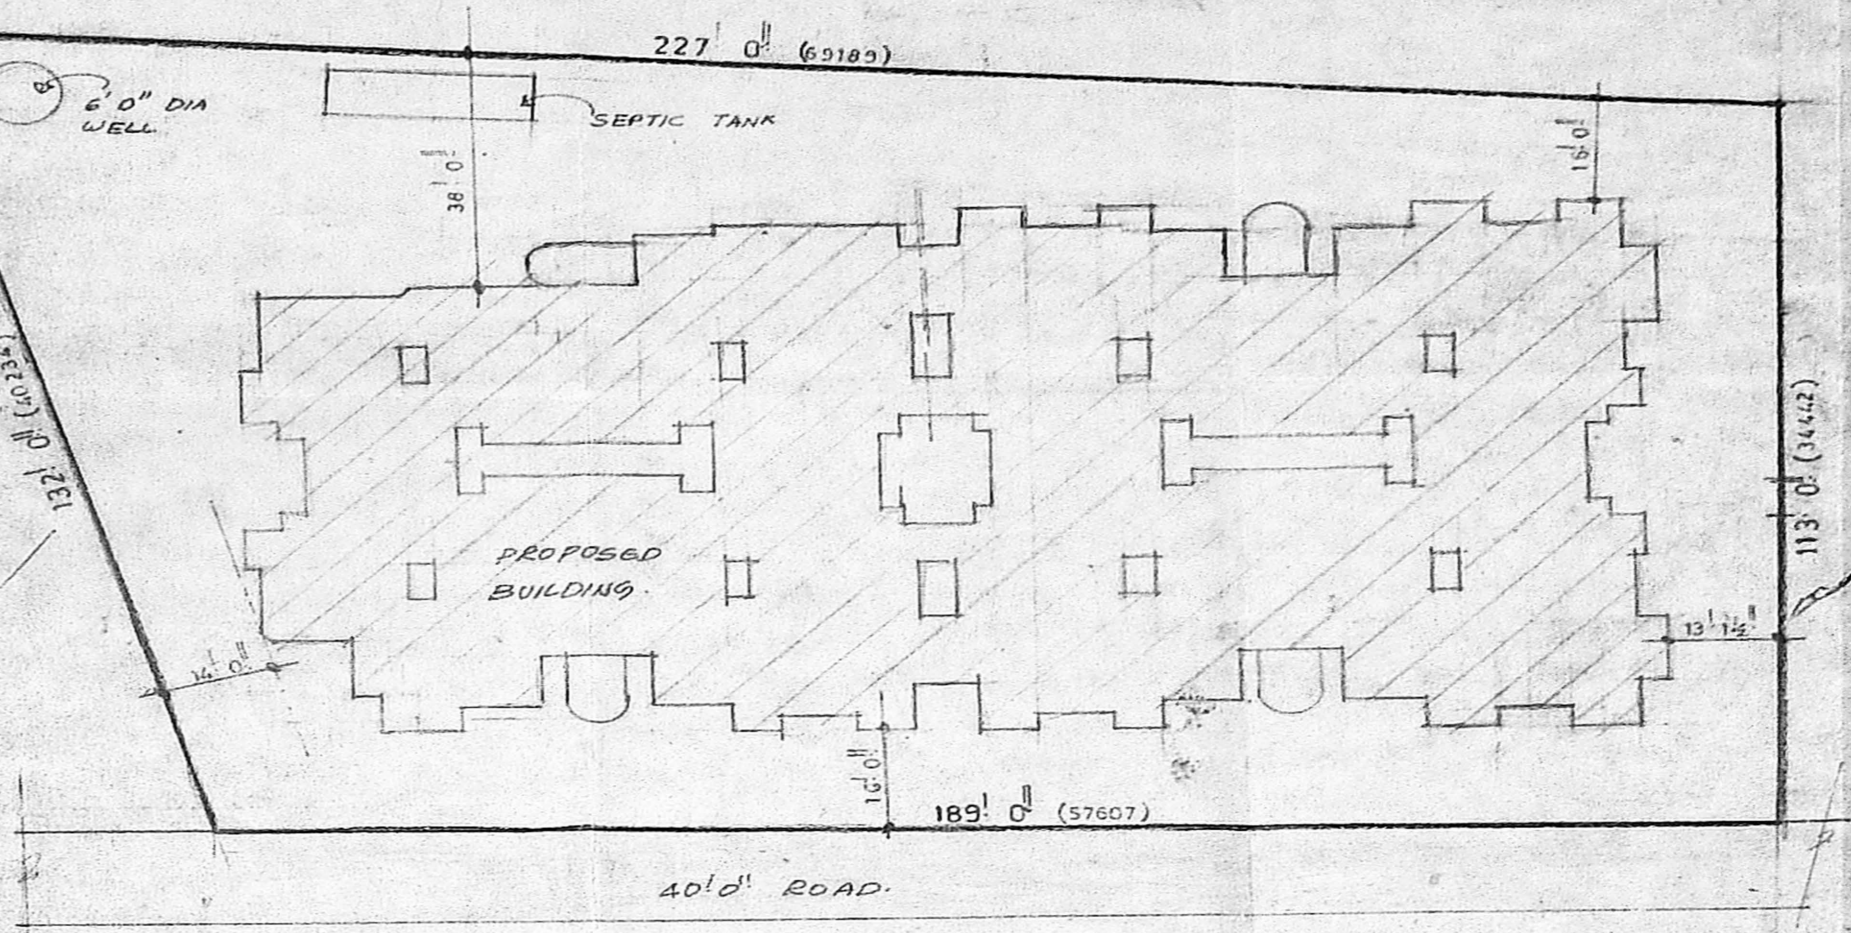 227' 0" (69189)
6'0" DIA
WELL
SEPTIC TANK
38' 0"
16' 0"
132' 0" (40234)
113' 0" (34442)
PROPOSED
BUILDING.
14' 0"
13' 1½"
16' 0"
189' 0" (57607)
40'0" ROAD.